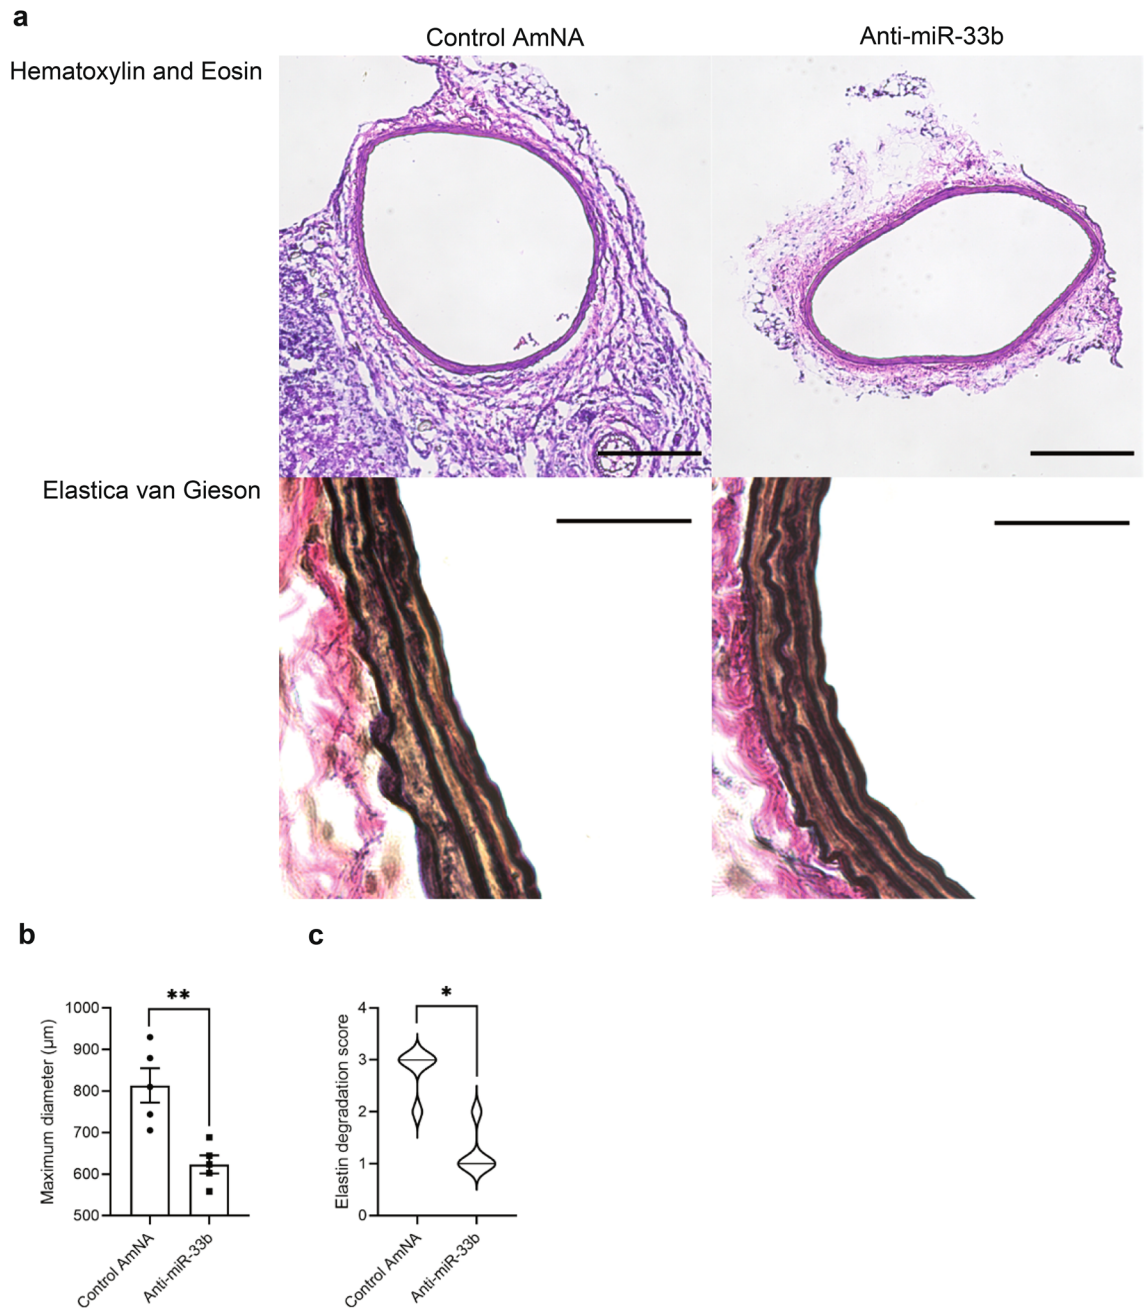 a
Control AmNA
Anti-miR-33b
Hematoxylin and Eosin
Elastica van Gieson
b
c
**
1000
900
800
700
600
500
Maximum diameter (μm)
Control AmNA
Anti-miR-33b
*
4
3
2
1
0
Elastin degradation score
Control AmNA
Anti-miR-33b